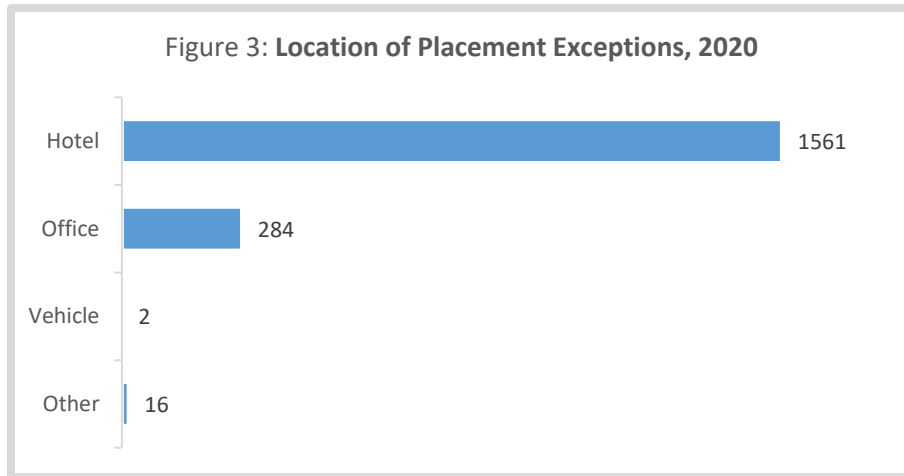 Figure 3: Location of Placement Exceptions, 2020
Hotel 1561
Office 284
Vehicle 2
Other 16